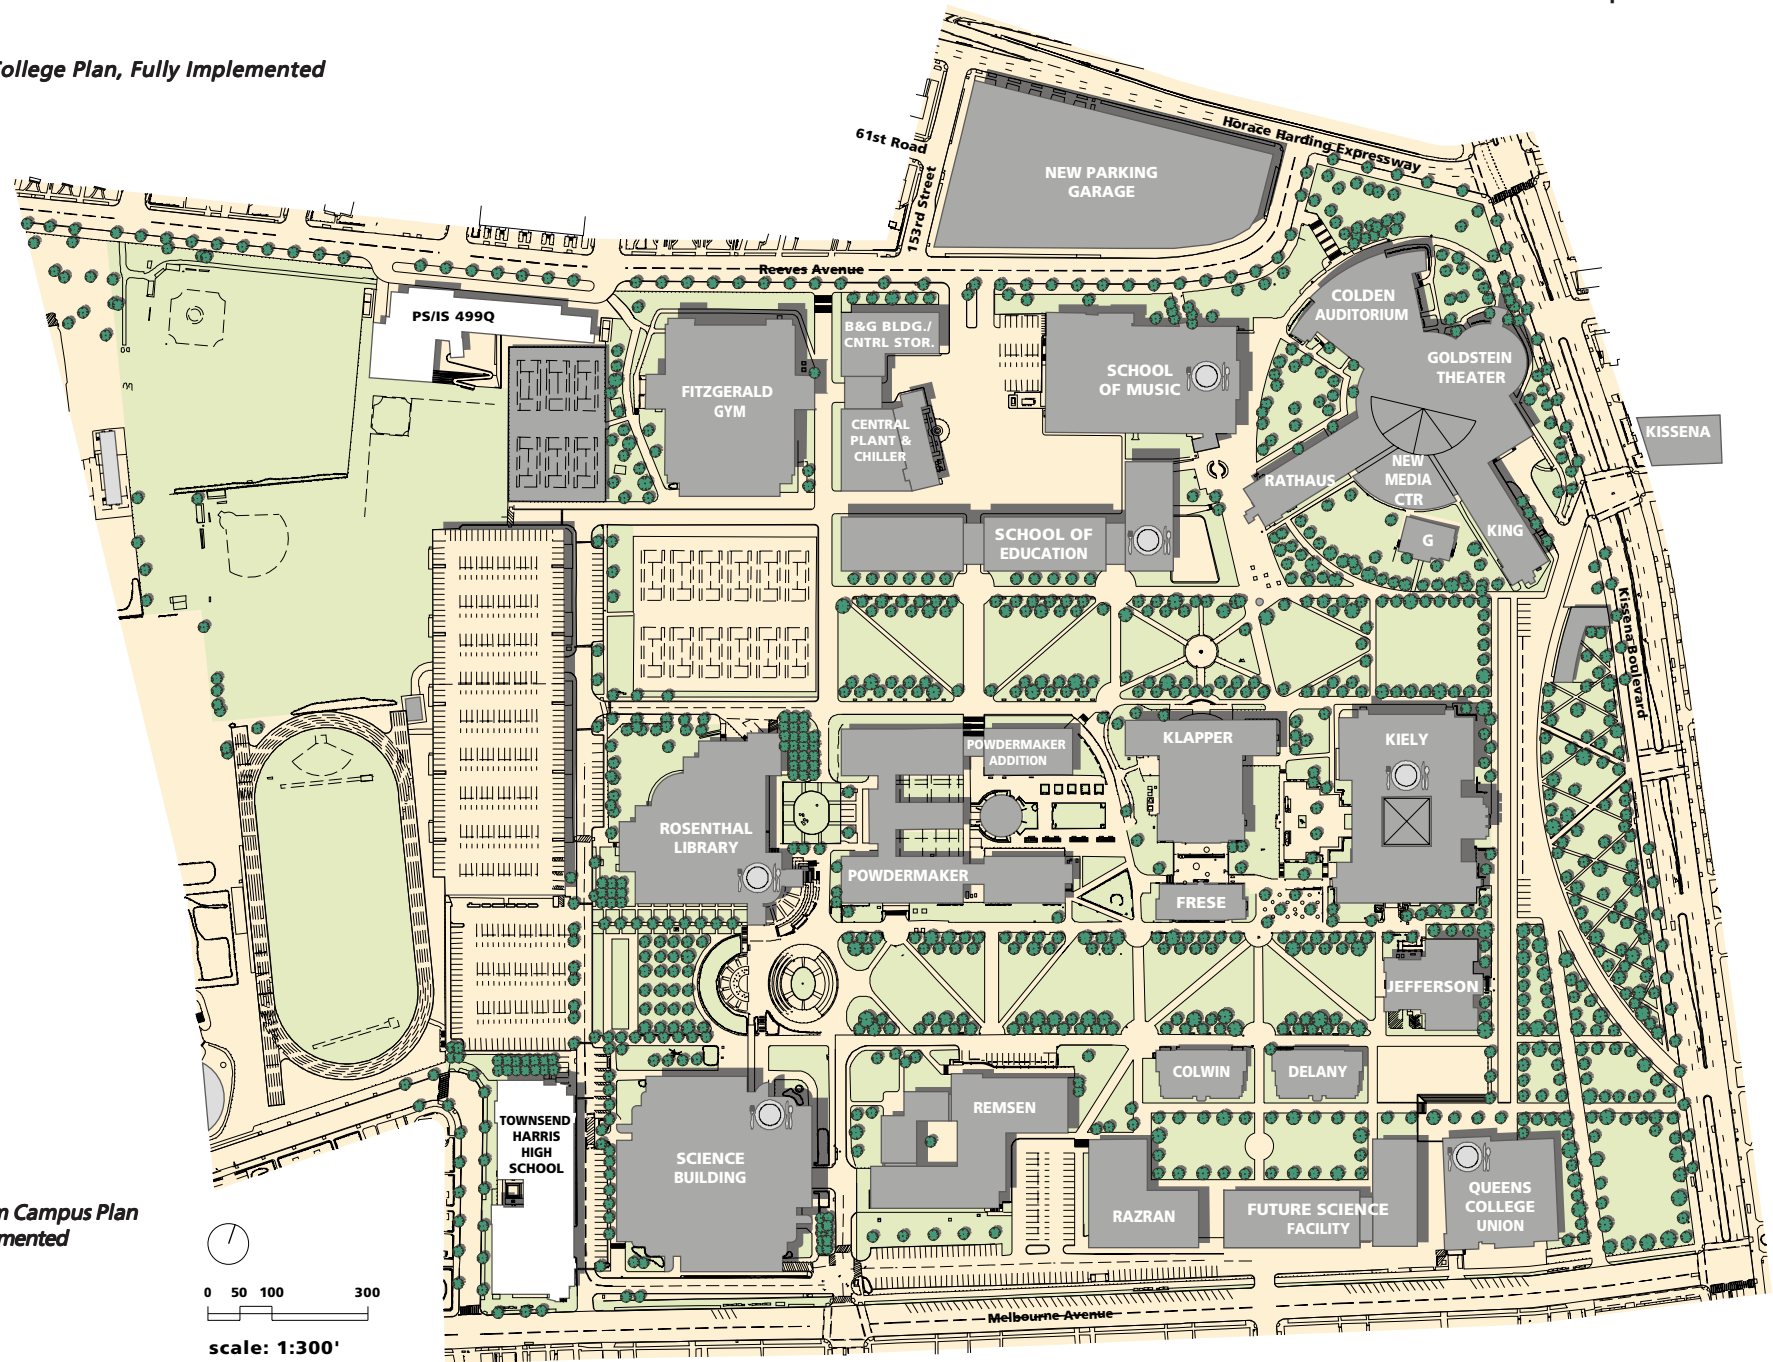 College Plan, Fully Implemented
Horace Harding Expressway
61st Road
153rd Street
NEW PARKING
GARAGE
Reeves Avenue
PS/IS 499Q
COLDEN
AUDITORIUM
B&G BLDG./
CNTRL STOR.
GOLDSTEIN
THEATER
SCHOOL
OF MUSIC
FITZGERALD
GYM
CENTRAL
PLANT &
CHILLER
KISSENA
RATHAUS
NEW
MEDIA
CTR
KING
G
SCHOOL OF
EDUCATION
Kissena Boulevard
KLAPPER
KIELY
POWDERMAKER
ADDITION
ROSENTHAL
LIBRARY
POWDERMAKER
FRESE
JEFFERSON
COLWIN
DELANY
REMSEN
TOWNSEND
HARRIS
HIGH
SCHOOL
SCIENCE
BUILDING
RAZRAN
FUTURE SCIENCE
FACILITY
QUEENS
COLLEGE
UNION
Campus Plan
0 50 100 300
scale: 1:300'
Melbourne Avenue